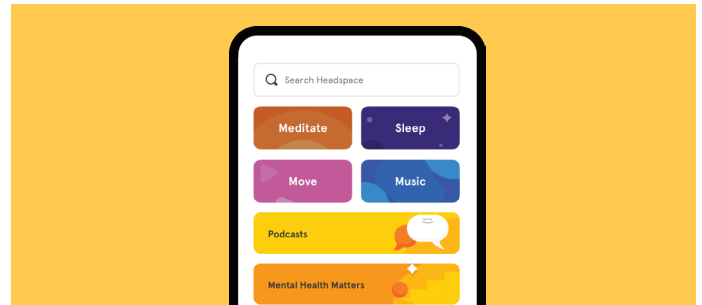 Search Headspace
Meditate
Sleep
Move
Music
Podcasts
Mental Health Matters